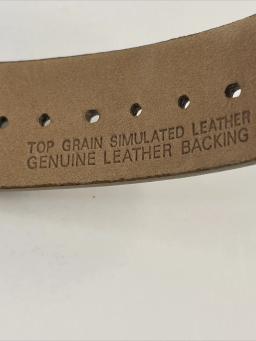 TOP GRAIN SIMULATED LEATHER
GENUINE LEATHER BACKING